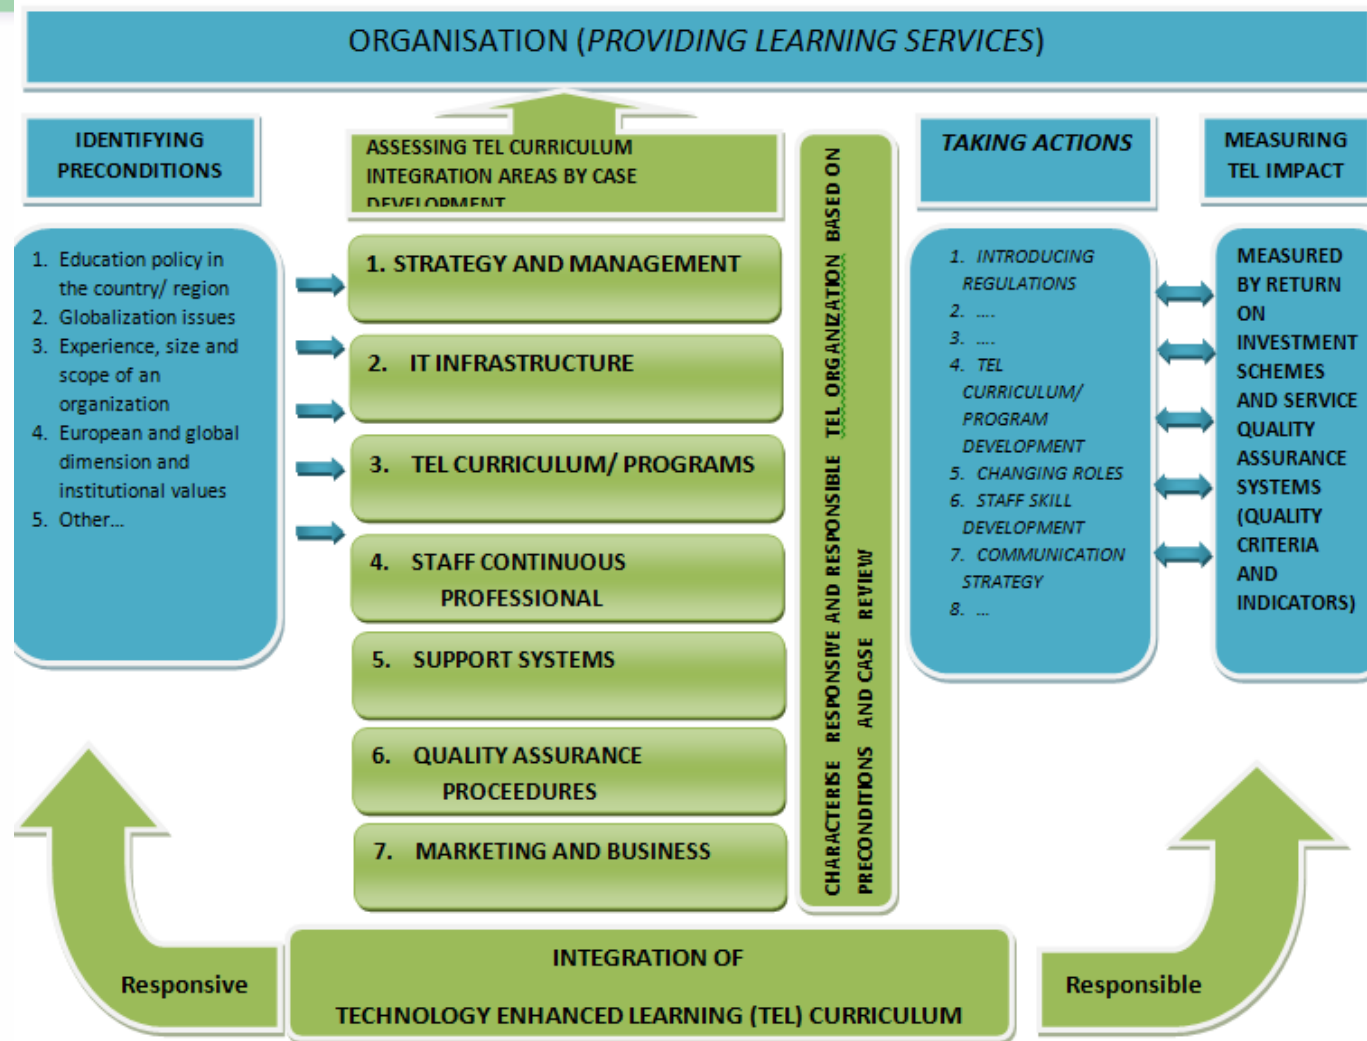 ORGANISATION (PROVIDING LEARNING SERVICES)
IDENTIFYING
PRECONDITIONS
1. Education policy in
the country/ region
2. Globalization issues
3. Experience, size and
scope of an
organization
4. European and global
dimension and
institutional values
5. Other...
ASSESSING TEL CURRICULUM
INTEGRATION AREAS BY CASE
DEVELOPMENT
1. STRATEGY AND MANAGEMENT
2. IT INFRASTRUCTURE
3. TEL CURRICULUM/ PROGRAMS
4. STAFF CONTINUOUS
PROFESSIONAL
5. SUPPORT SYSTEMS
6. QUALITY ASSURANCE
PROCEEDURES
7. MARKETING AND BUSINESS
CHARACTERISE RESPONSIVE AND RESPONSIBLE TEL ORGANIZATION BASED ON
PRECONDITIONS AND CASE REVIEW
TAKING ACTIONS
1. INTRODUCING
REGULATIONS
2. ....
3. ....
4. TEL
CURRICULUM/
PROGRAM
DEVELOPMENT
5. CHANGING ROLES
6. STAFF SKILL
DEVELOPMENT
7. COMMUNICATION
STRATEGY
8. ...
MEASURING
TEL IMPACT
MEASURED
BY RETURN
ON
INVESTMENT
SCHEMES
AND SERVICE
QUALITY
ASSURANCE
SYSTEMS
(QUALITY
CRITERIA
AND
INDICATORS)
Responsive
INTEGRATION OF
TECHNOLOGY ENHANCED LEARNING (TEL) CURRICULUM
Responsible